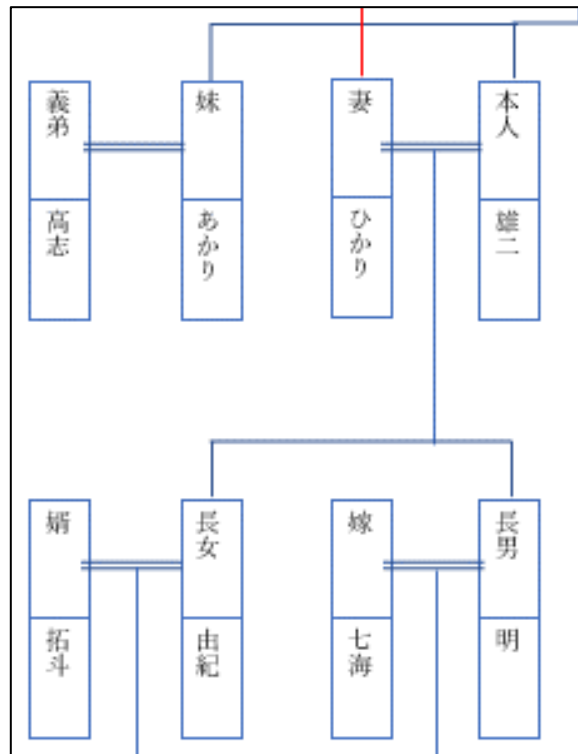 本人
雄二
妻
ひかり
妹
あかり
義弟
高志
長男
明
嫁
七海
長女
由紀
婿
拓斗